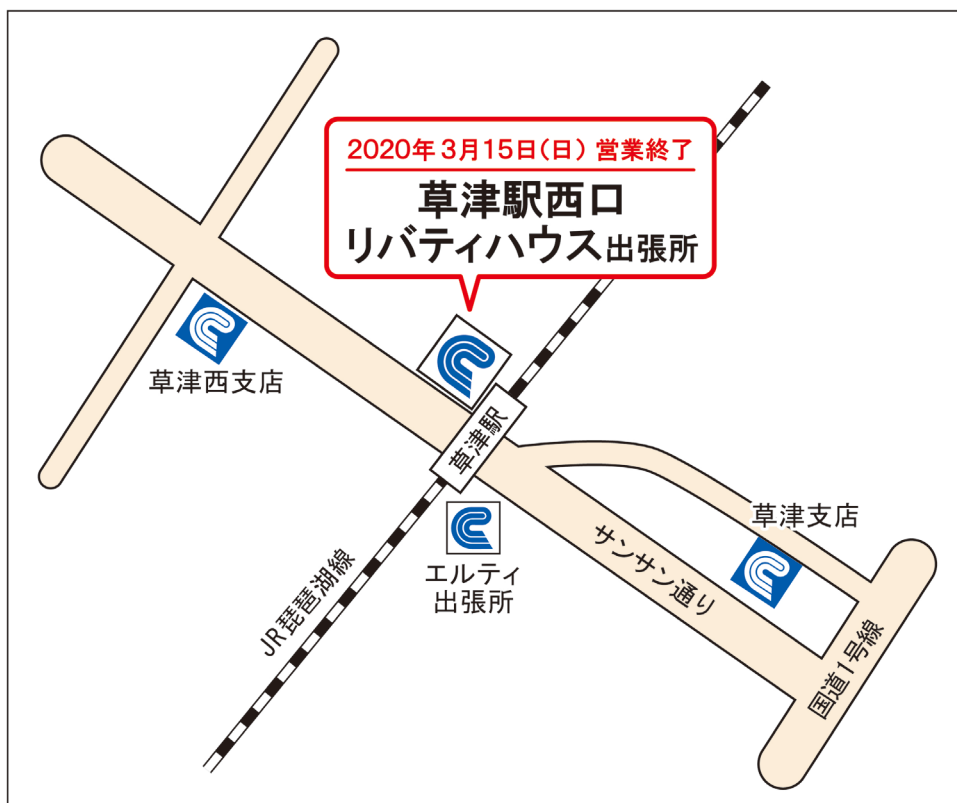 2020年3月15日(日) 営業終了
草津駅西口
リバティハウス出張所
草津西支店
草津駅
草津支店
サンサン通り
エルティ
出張所
JR琵琶湖線
国道1号線